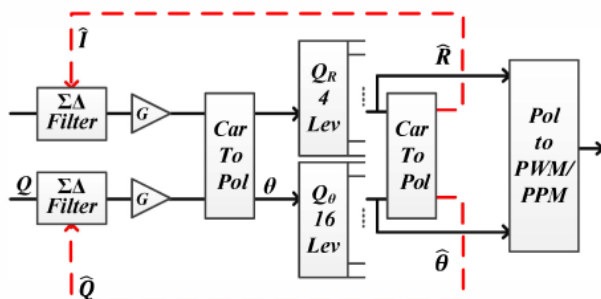 Î
R̂
ΣΔ
Filter
G
Q_R
4
Lev
Car
To
Pol
Car
To
Pol
Pol
to
PWM/
PPM
Q
ΣΔ
Filter
G
θ
Q_θ
16
Lev
θ̂
Q̂